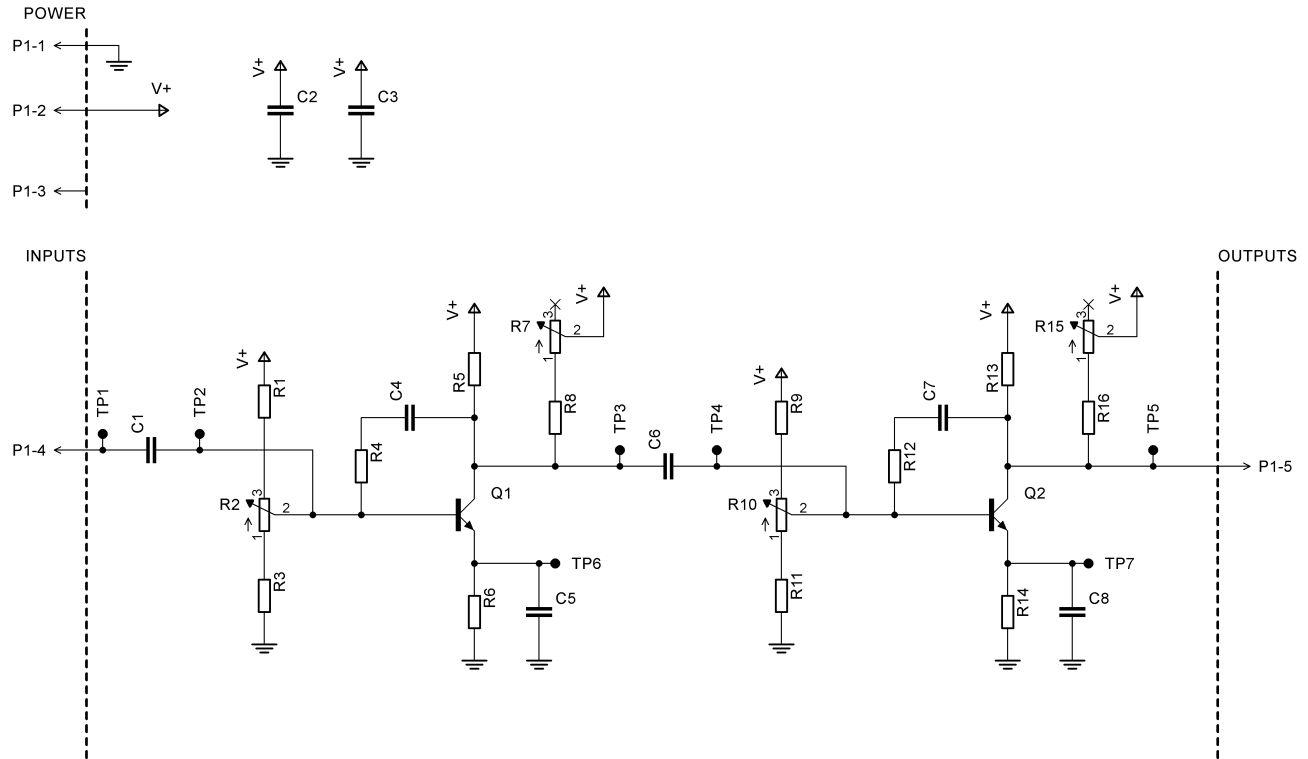 POWER
P1-1
P1-2
V+
P1-3
V+
C2
V+
C3
INPUTS
OUTPUTS
P1-4
TP1
C1
TP2
V+
R1
R2
3
2
1
R3
R4
C4
V+
R5
Q1
R6
C5
TP6
R7
3
2
1
V+
R8
TP3
C6
TP4
V+
R9
R10
3
2
1
R11
R12
C7
V+
R13
Q2
R14
C8
TP7
R15
3
2
1
V+
R16
TP5
P1-5